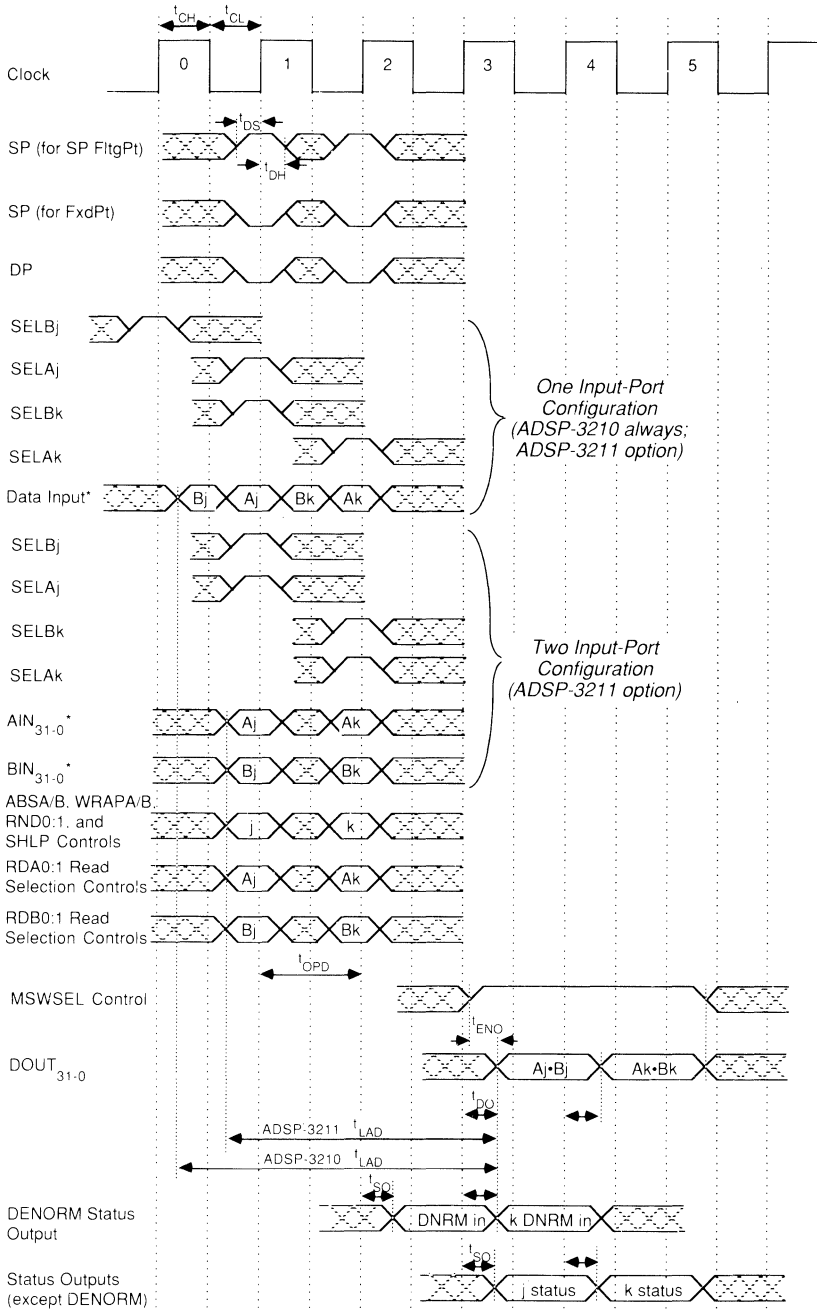 tCH tCL
Clock 0 1 2 3 4 5
tDS
SP (for SP FltgPt)
tDH
SP (for FxdPt)
DP
SELBj
SELAj
SELBk
SELAk
One Input-Port
Configuration
(ADSP-3210 always;
ADSP-3211 option)
Data Input* Bj Aj Bk Ak
SELBj
SELAj
SELBk
SELAk
Two Input-Port
Configuration
(ADSP-3211 option)
AIN31-0* Aj Ak
BIN31-0* Bj Bk
ABSA/B, WRAPA/B,
RND0:1, and
SHLP Controls
j k
RDA0:1 Read
Selection Controls
Aj Ak
RDB0:1 Read
Selection Controls
Bj Bk
tOPD
MSWSEL Control
tENO
DOUT31-0 Aj•Bj Ak•Bk
tDO
ADSP-3211 tLAD
ADSP-3210 tLAD
tSO
DENORM Status
Output
DNRM in k DNRM in
tSO
Status Outputs
(except DENORM)
j status k status